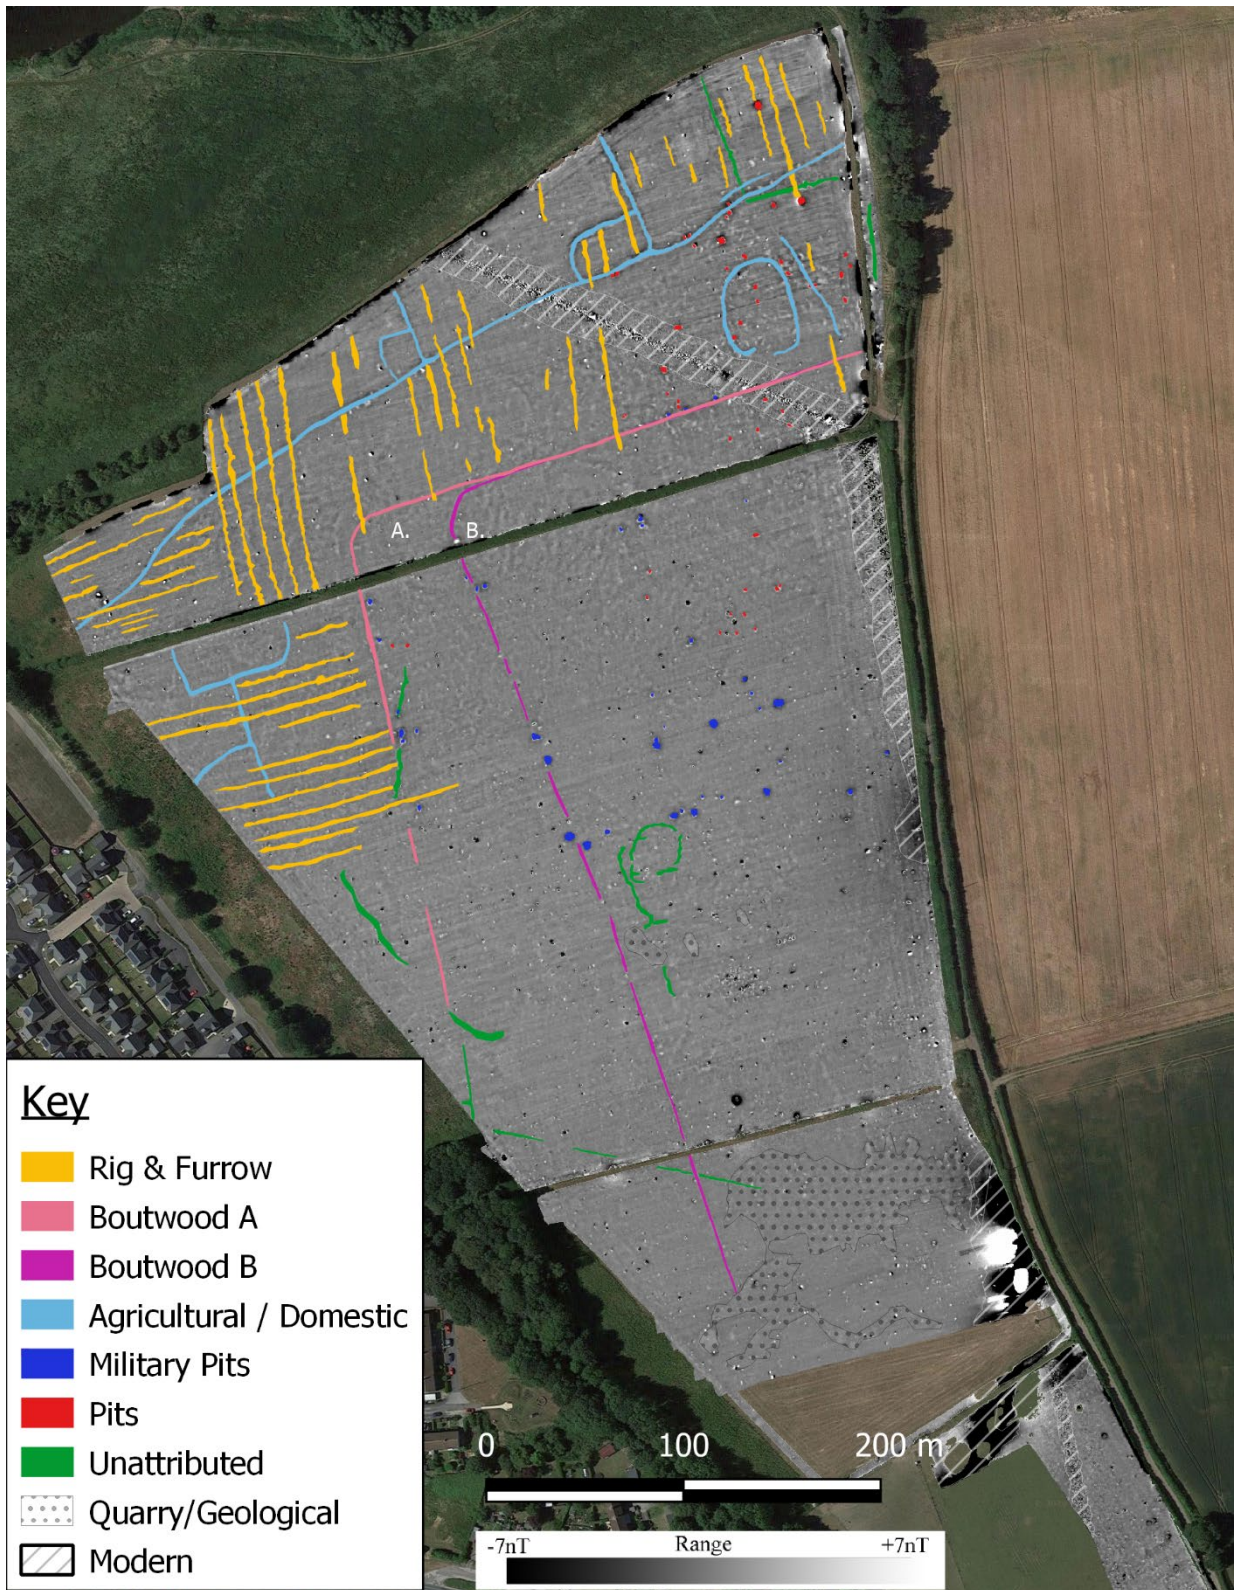 A.
B.
Key
Rig & Furrow
Boutwood A
Boutwood B
Agricultural / Domestic
Military Pits
Pits
Unattributed
Quarry/Geological
Modern
0 100 200 m
-7nT Range +7nT